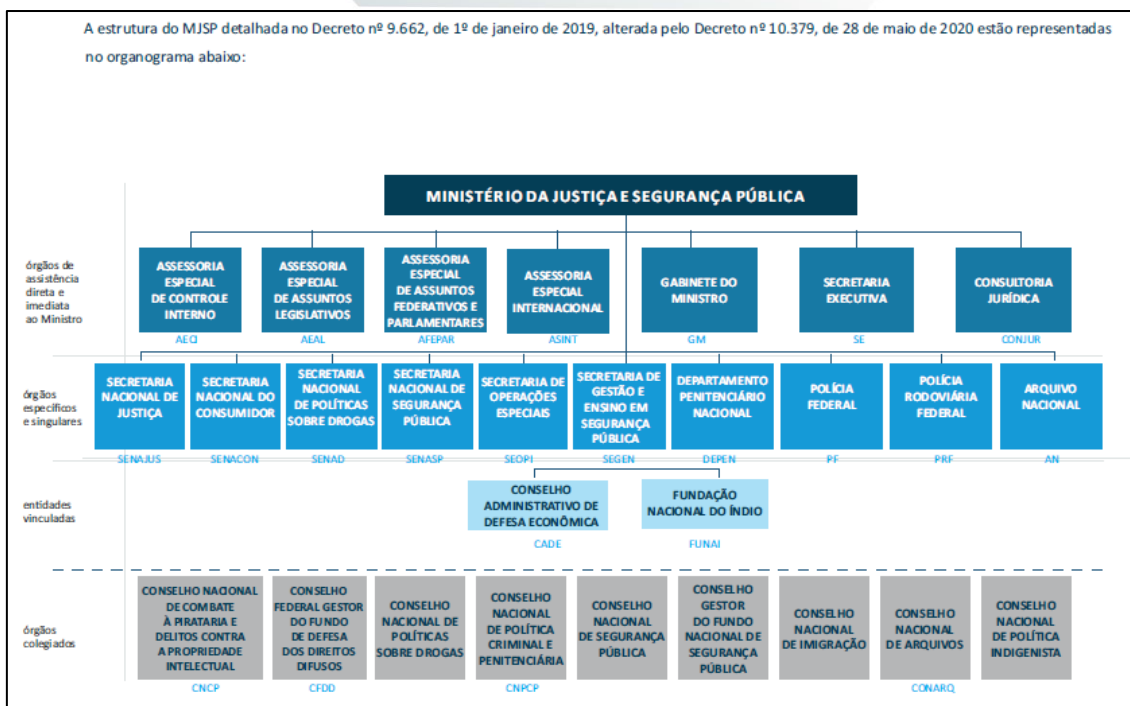 A estrutura do MJSP detalhada no Decreto nº 9.662, de 1º de janeiro de 2019, alterada pelo Decreto nº 10.379, de 28 de maio de 2020 estão representadas
no organograma abaixo:
MINISTÉRIO DA JUSTIÇA E SEGURANÇA PÚBLICA
órgãos de
assistência
direta e
imediata
ao Ministro
ASSESSORIA
ESPECIAL
DE CONTROLE
INTERNO
AECI
ASSESSORIA
ESPECIAL
DE ASSUNTOS
LEGISLATIVOS
AEAL
ASSESSORIA
ESPECIAL
DE ASSUNTOS
FEDERATIVOS E
PARLAMENTARES
AFEPAR
ASSESSORIA
ESPECIAL
INTERNACIONAL
ASINT
GABINETE DO
MINISTRO
GM
SECRETARIA
EXECUTIVA
SE
CONSULTORIA
JURÍDICA
CONJUR
órgãos
específicos
e singulares
SECRETARIA
NACIONAL DE
JUSTIÇA
SENAJUS
SECRETARIA
NACIONAL DO
CONSUMIDOR
SENACON
SECRETARIA
NACIONAL
DE POLÍTICAS
SOBRE DROGAS
SENAD
SECRETARIA
NACIONAL DE
SEGURANÇA
PÚBLICA
SENASP
SECRETARIA DE
OPERAÇÕES
ESPECIAIS
SEOPI
SECRETARIA DE
GESTÃO E
ENSINO EM
SEGURANÇA
PÚBLICA
SEGEN
DEPARTAMENTO
PENITENCIÁRIO
NACIONAL
DEPEN
POLÍCIA
FEDERAL
PF
POLÍCIA
RODOVIÁRIA
FEDERAL
PRF
ARQUIVO
NACIONAL
AN
entidades
vinculadas
CONSELHO
ADMINISTRATIVO DE
DEFESA ECONÔMICA
CADE
FUNDAÇÃO
NACIONAL DO ÍNDIO
FUNAI
órgãos
colegiados
CONSELHO NACIONAL
DE COMBATE
À PIRATARIA E
DELITOS CONTRA
A PROPRIEDADE
INTELECTUAL
CNCP
CONSELHO
FEDERAL GESTOR
DO FUNDO
DE DEFESA
DOS DIREITOS
DIFUSOS
CFDD
CONSELHO
NACIONAL DE
POLÍTICAS
SOBRE DROGAS
CONSELHO
NACIONAL
DE POLÍTICA
CRIMINAL E
PENITENCIÁRIA
CNPCP
CONSELHO
NACIONAL
DE SEGURANÇA
PÚBLICA
CONSELHO
GESTOR
DO FUNDO
NACIONAL DE
SEGURANÇA
PÚBLICA
CONSELHO
NACIONAL
DE IMIGRAÇÃO
CONSELHO
NACIONAL
DE ARQUIVOS
CONARQ
CONSELHO
NACIONAL
DE POLÍTICA
INDIGENISTA